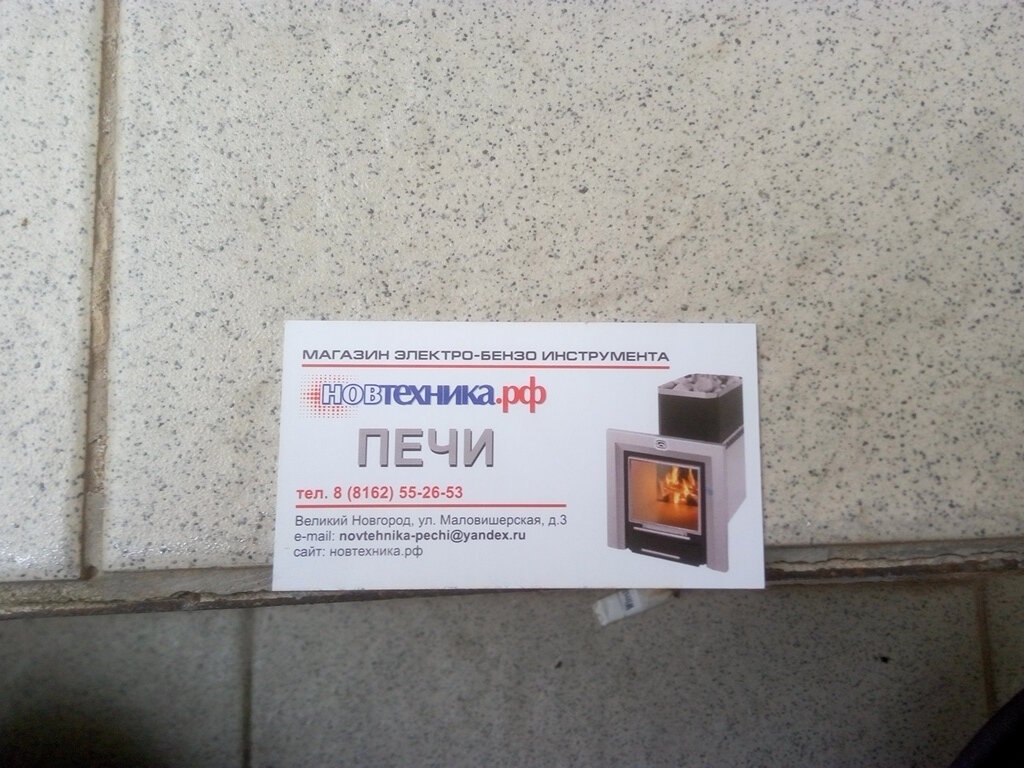 МАГАЗИН ЭЛЕКТРО-БЕНЗО ИНСТРУМЕНТА
НОВТЕХНИКА.РФ
ПЕЧИ
тел. 8 (8162) 55-26-53
Великий Новгород, ул. Маловишерская, д.3
e-mail: novtehnika-pechi@yandex.ru
сайт: новтехника.рф